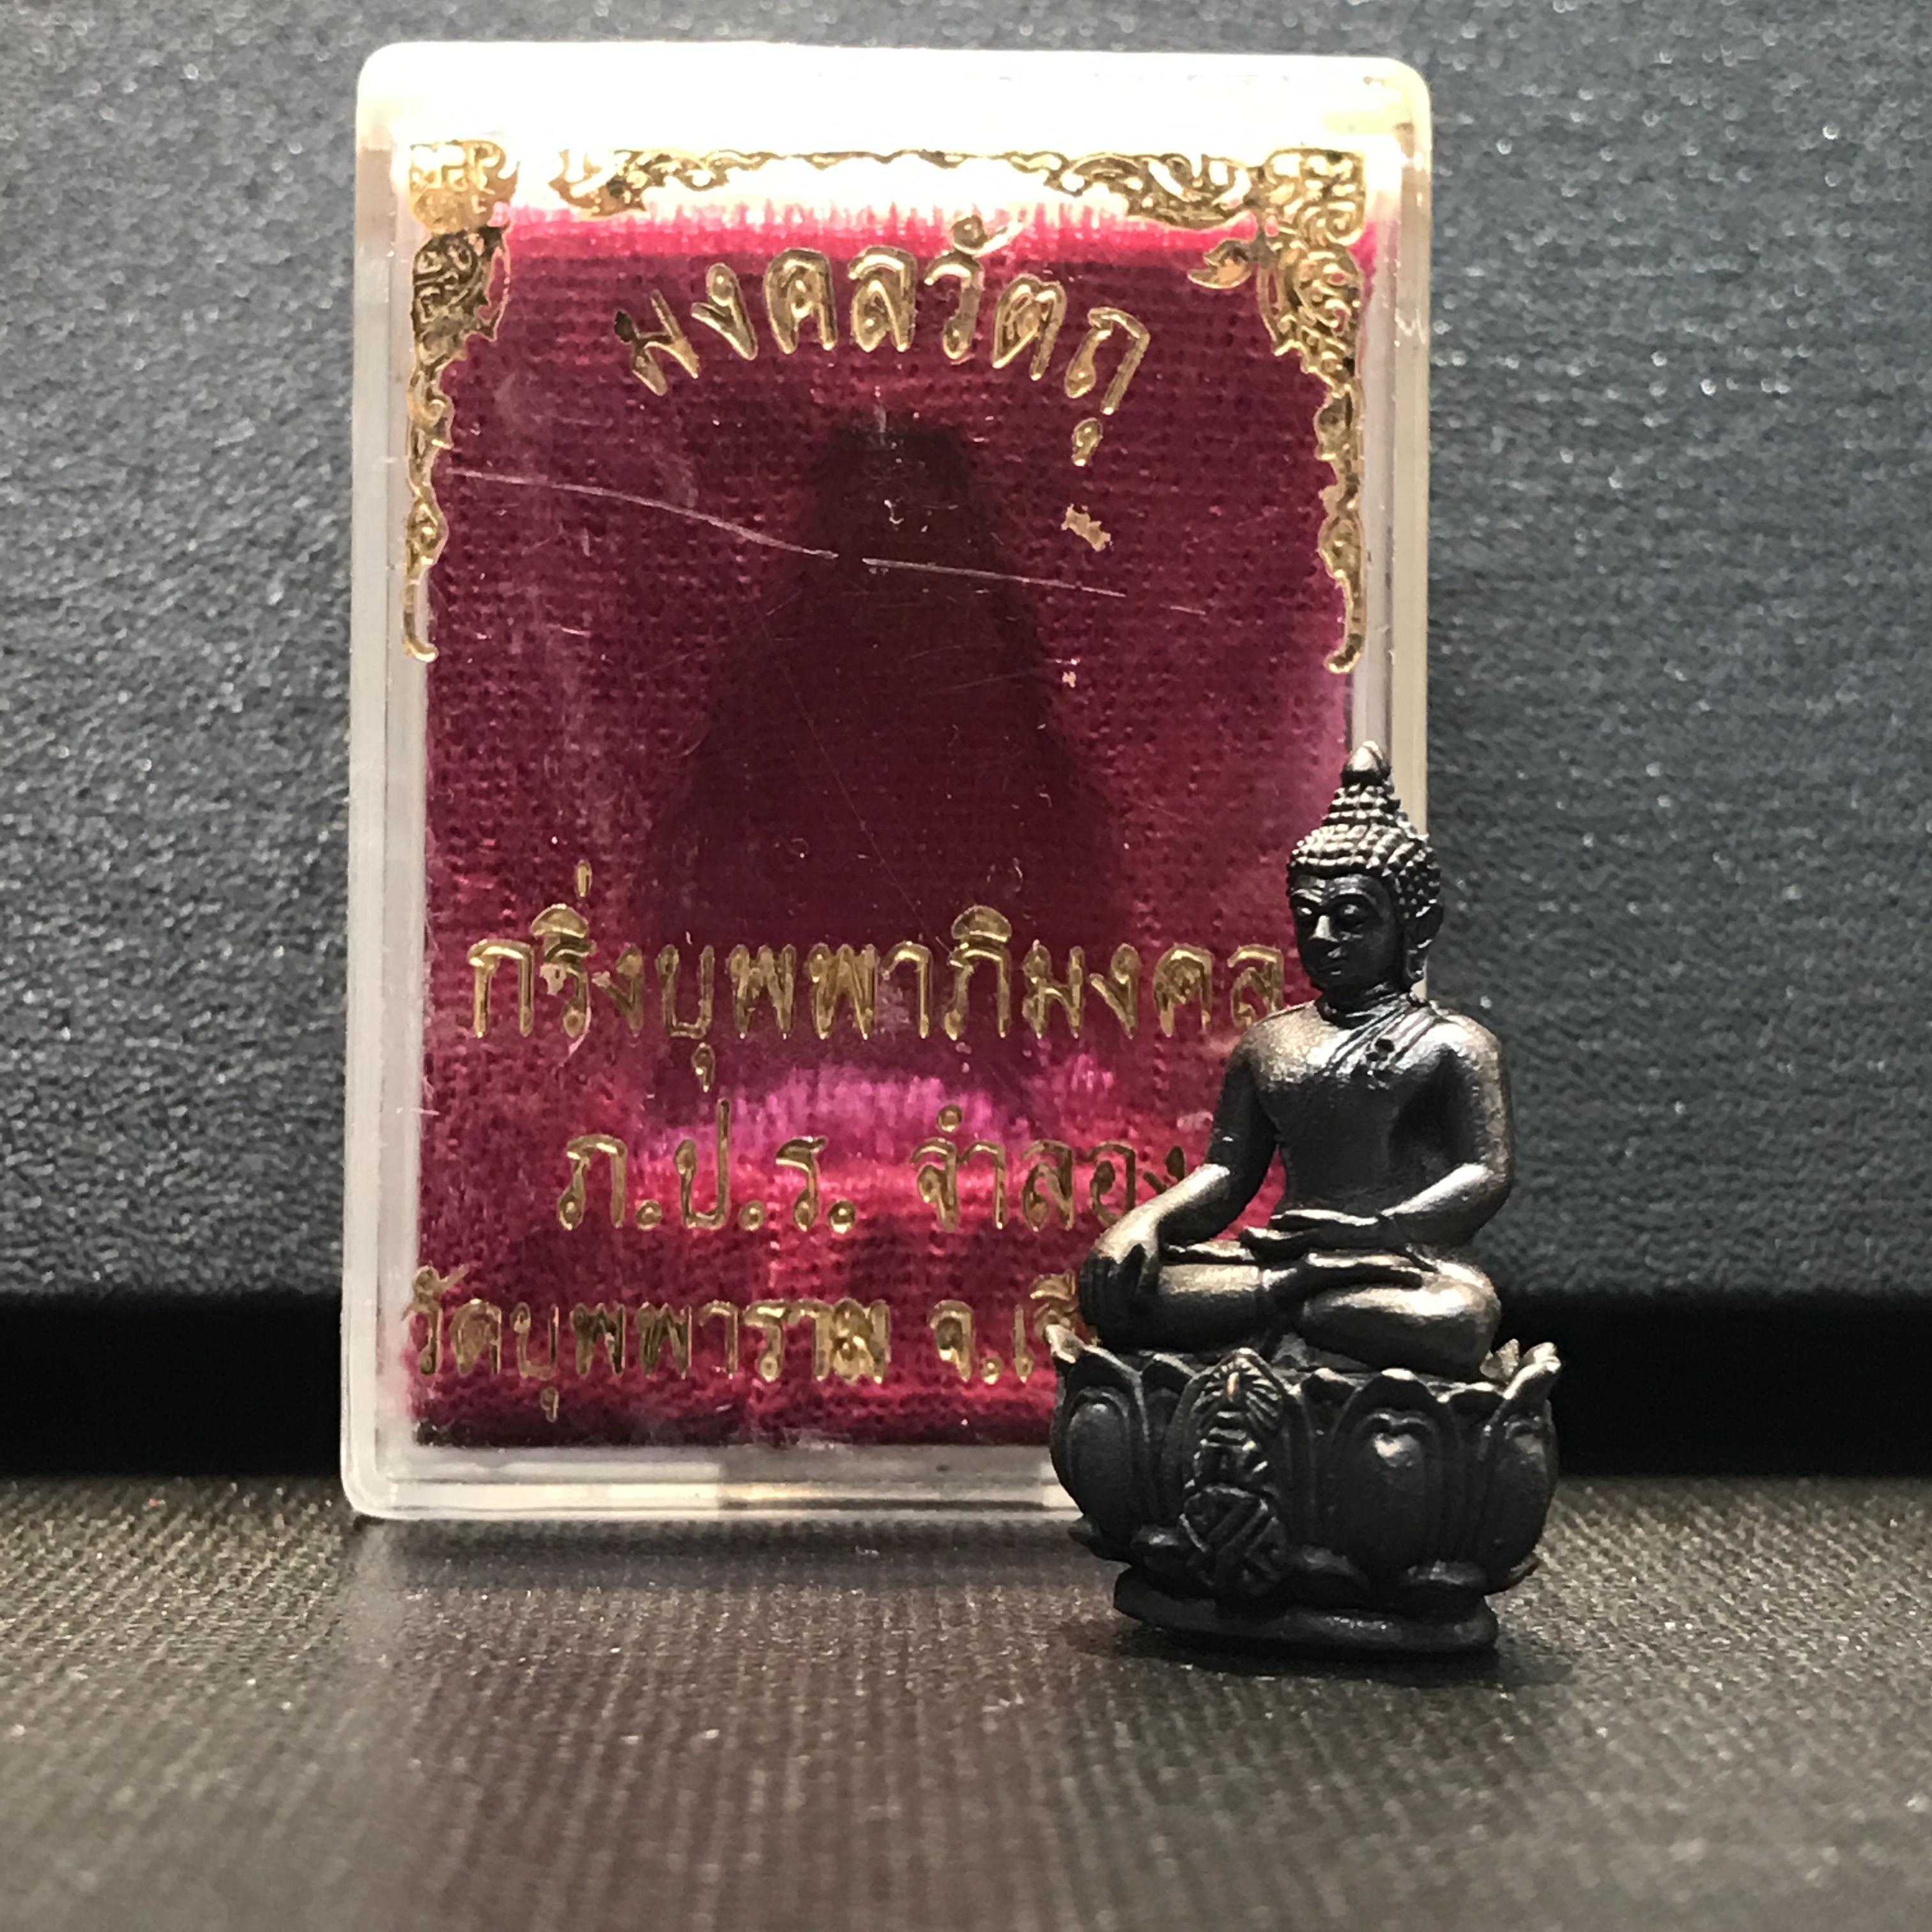 มงคลวัตถุ
กริ่งบุพพาภิมงคล
ภ.ป.ร. จำลอง
วัดบุพพาราม